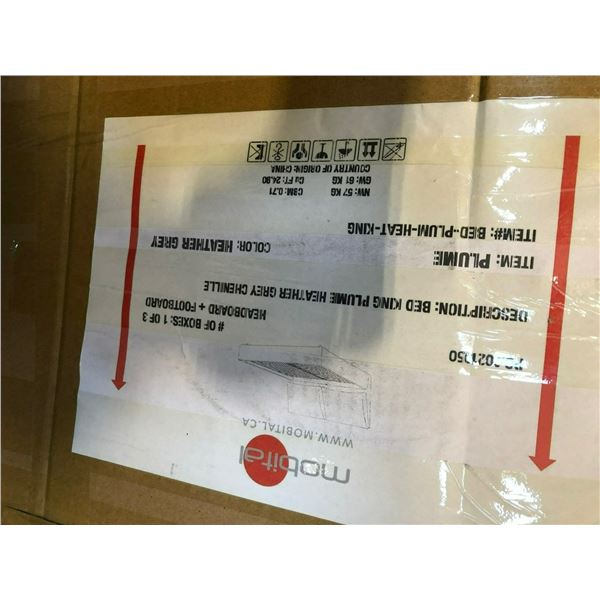 mobital
WWW.MOBITAL.CA
# OF BOXES: 1 OF 3
HEADBOARD + FOOTBOARD
DESCRIPTION: BED KING PLUME HEATHER GREY CHENILLE
ITEM: PLUME
COLOR: HEATHER GREY
ITEM#: BED-PLUM-HEAT-KING
NW: 57 KG
CBM: 0.71
GW: 61 KG
Cu FT: 24.90
COUNTRY OF ORIGIN: CHINA